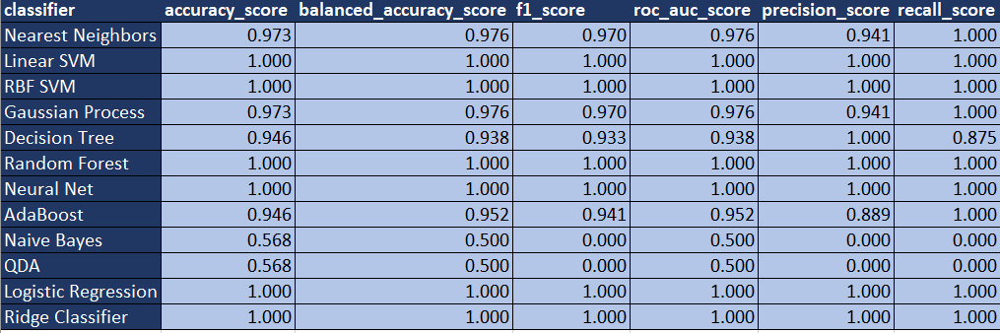 classifier accuracy_score balanced_accuracy_score f1_score roc_auc_score precision_score recall_score
Nearest Neighbors 0.973 0.976 0.970 0.976 0.941 1.000
Linear SVM 1.000 1.000 1.000 1.000 1.000 1.000
RBF SVM 1.000 1.000 1.000 1.000 1.000 1.000
Gaussian Process 0.973 0.976 0.970 0.976 0.941 1.000
Decision Tree 0.946 0.938 0.933 0.938 1.000 0.875
Random Forest 1.000 1.000 1.000 1.000 1.000 1.000
Neural Net 1.000 1.000 1.000 1.000 1.000 1.000
AdaBoost 0.946 0.952 0.941 0.952 0.889 1.000
Naive Bayes 0.568 0.500 0.000 0.500 0.000 0.000
QDA 0.568 0.500 0.000 0.500 0.000 0.000
Logistic Regression 1.000 1.000 1.000 1.000 1.000 1.000
Ridge Classifier 1.000 1.000 1.000 1.000 1.000 1.000